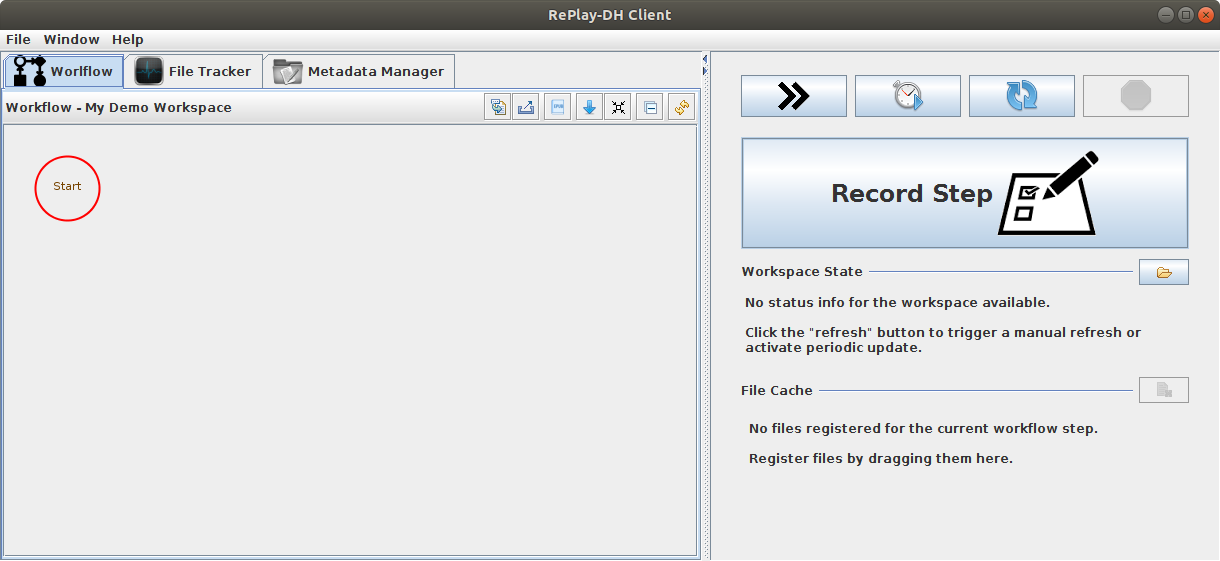 RePlay-DH Client
File Window Help
Worlflow File Tracker Metadata Manager
Workflow - My Demo Workspace
Start
Record Step
Workspace State
No status info for the workspace available.
Click the "refresh" button to trigger a manual refresh or
activate periodic update.
File Cache
No files registered for the current workflow step.
Register files by dragging them here.